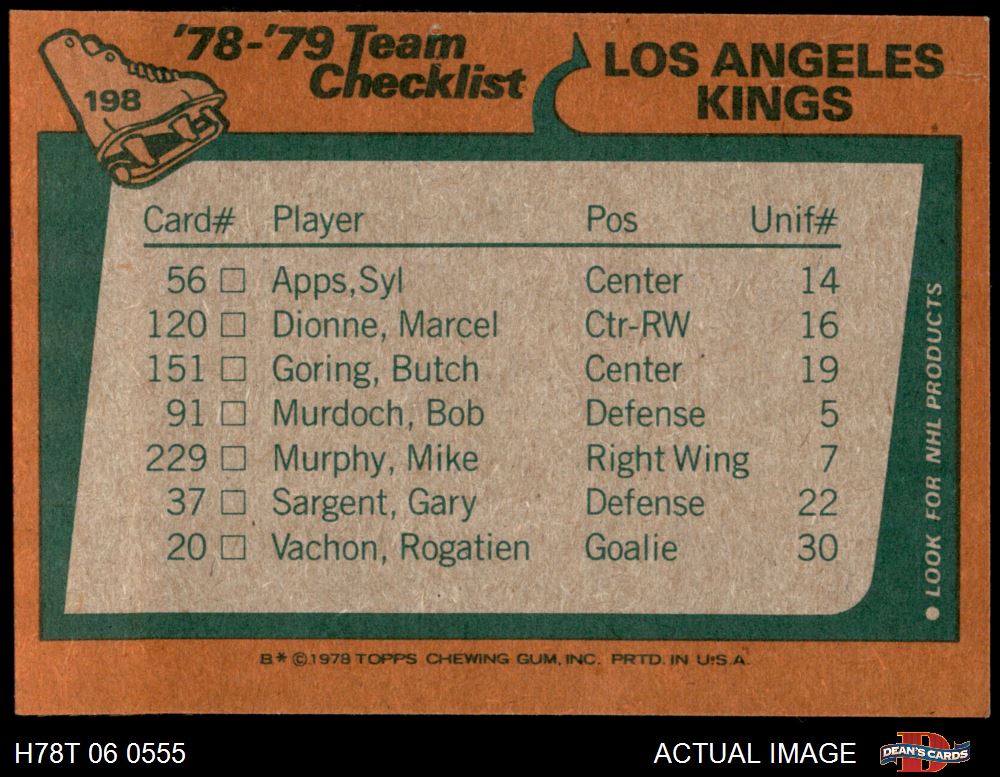 '78-'79 Team Checklist
LOS ANGELES KINGS
198
Card# Player Pos Unif#
56 □ Apps,Syl Center 14
120 □ Dionne, Marcel Ctr-RW 16
151 □ Goring, Butch Center 19
91 □ Murdoch, Bob Defense 5
229 □ Murphy, Mike Right Wing 7
37 □ Sargent, Gary Defense 22
20 □ Vachon, Rogatien Goalie 30
● LOOK FOR NHL PRODUCTS
B* © 1978 TOPPS CHEWING GUM, INC. PRTD. IN U.S.A.
H78T 06 0555
ACTUAL IMAGE
D
DEAN'S CARDS